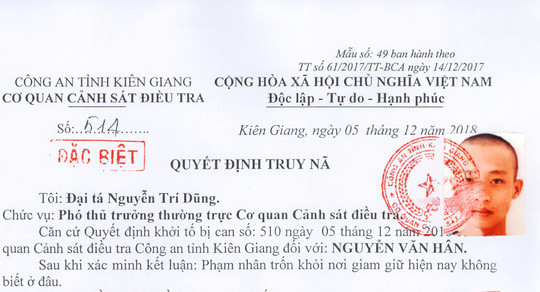 Mẫu số: 49 ban hành theo
TT số 61/2017/TT-BCA ngày 14/12/2017
CÔNG AN TỈNH KIÊN GIANG
CƠ QUAN CẢNH SÁT ĐIỀU TRA
CỘNG HÒA XÃ HỘI CHỦ NGHĨA VIỆT NAM
Độc lập - Tự do - Hạnh phúc
Số:..514........
Kiên Giang, ngày 05 tháng 12 năm 2018
ĐẶC BIỆT
CÔNG AN TỈNH KIÊN GIANG
QUYẾT ĐỊNH TRUY NÃ
Tôi: Đại tá Nguyễn Trí Dũng.
Chức vụ: Phó thủ trưởng thường trực Cơ quan Cảnh sát điều tra
Căn cứ Quyết định khởi tố bị can số: 510 ngày 05 tháng 12 năm
quan Cảnh sát điều tra Công an tỉnh Kiên Giang đối với: NGUYỄN VĂN HÂN.
Sau khi xác minh kết luận: Phạm nhân trốn khỏi nơi giam giữ hiện nay không
biết ở đâu.